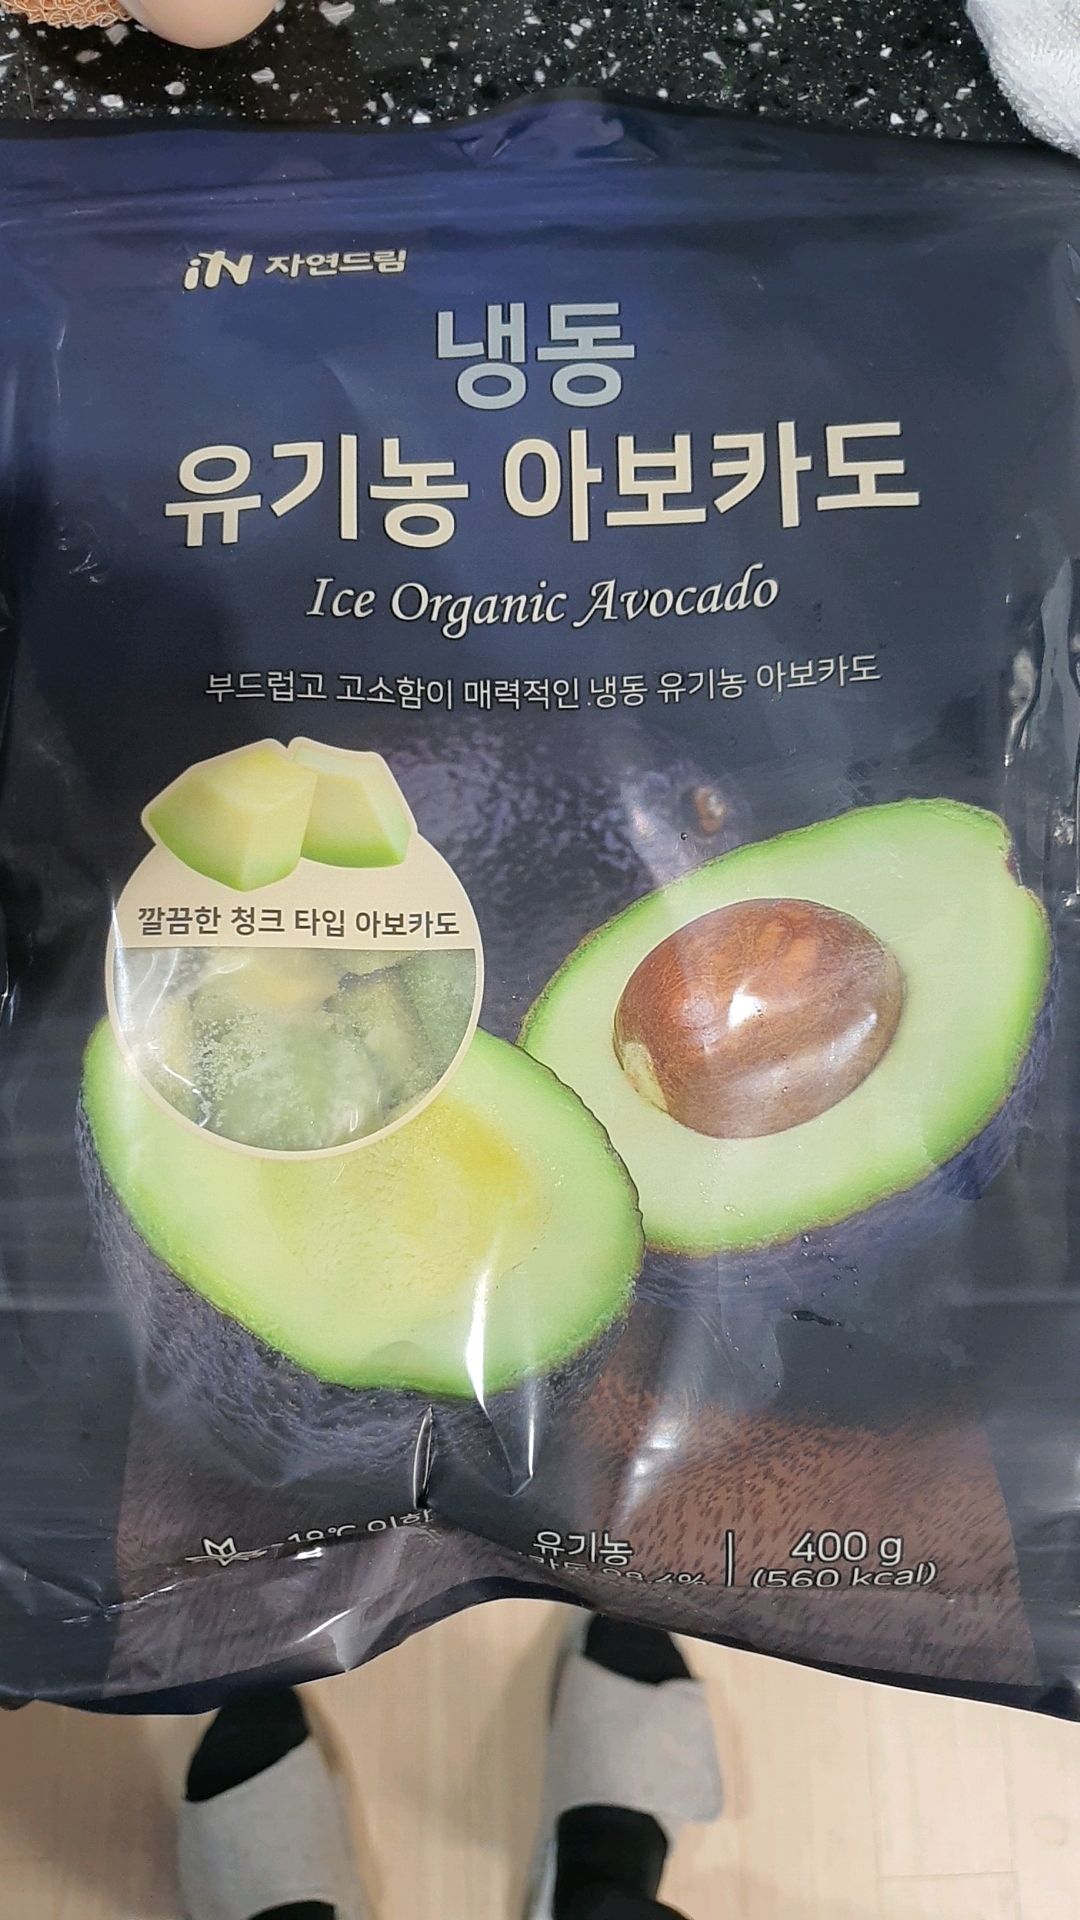 iN 자연드림
냉동
유기농 아보카도
Ice Organic Avocado
부드럽고 고소함이 매력적인 냉동 유기농 아보카도
깔끔한 청크 타입 아보카도
유기농
400 g
(560 kcal)